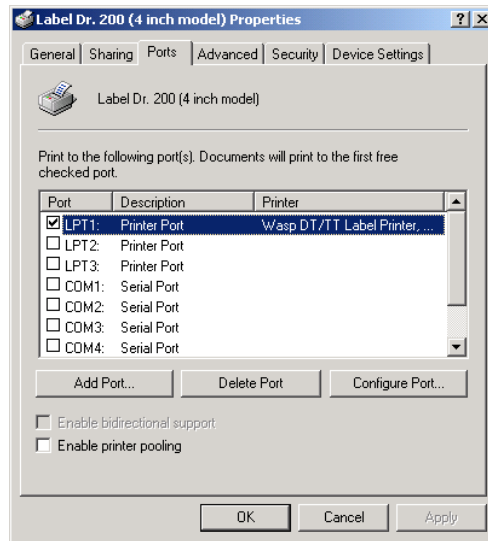 Label Dr. 200 (4 inch model) Properties
General Sharing Ports Advanced Security Device Settings
Label Dr. 200 (4 inch model)
Print to the following port(s). Documents will print to the first free
checked port.
Port Description Printer
LPT1: Printer Port Wasp DT/TT Label Printer, ...
LPT2: Printer Port
LPT3: Printer Port
COM1: Serial Port
COM2: Serial Port
COM3: Serial Port
COM4: Serial Port
Add Port... Delete Port Configure Port...
Enable bidirectional support
Enable printer pooling
OK Cancel Apply